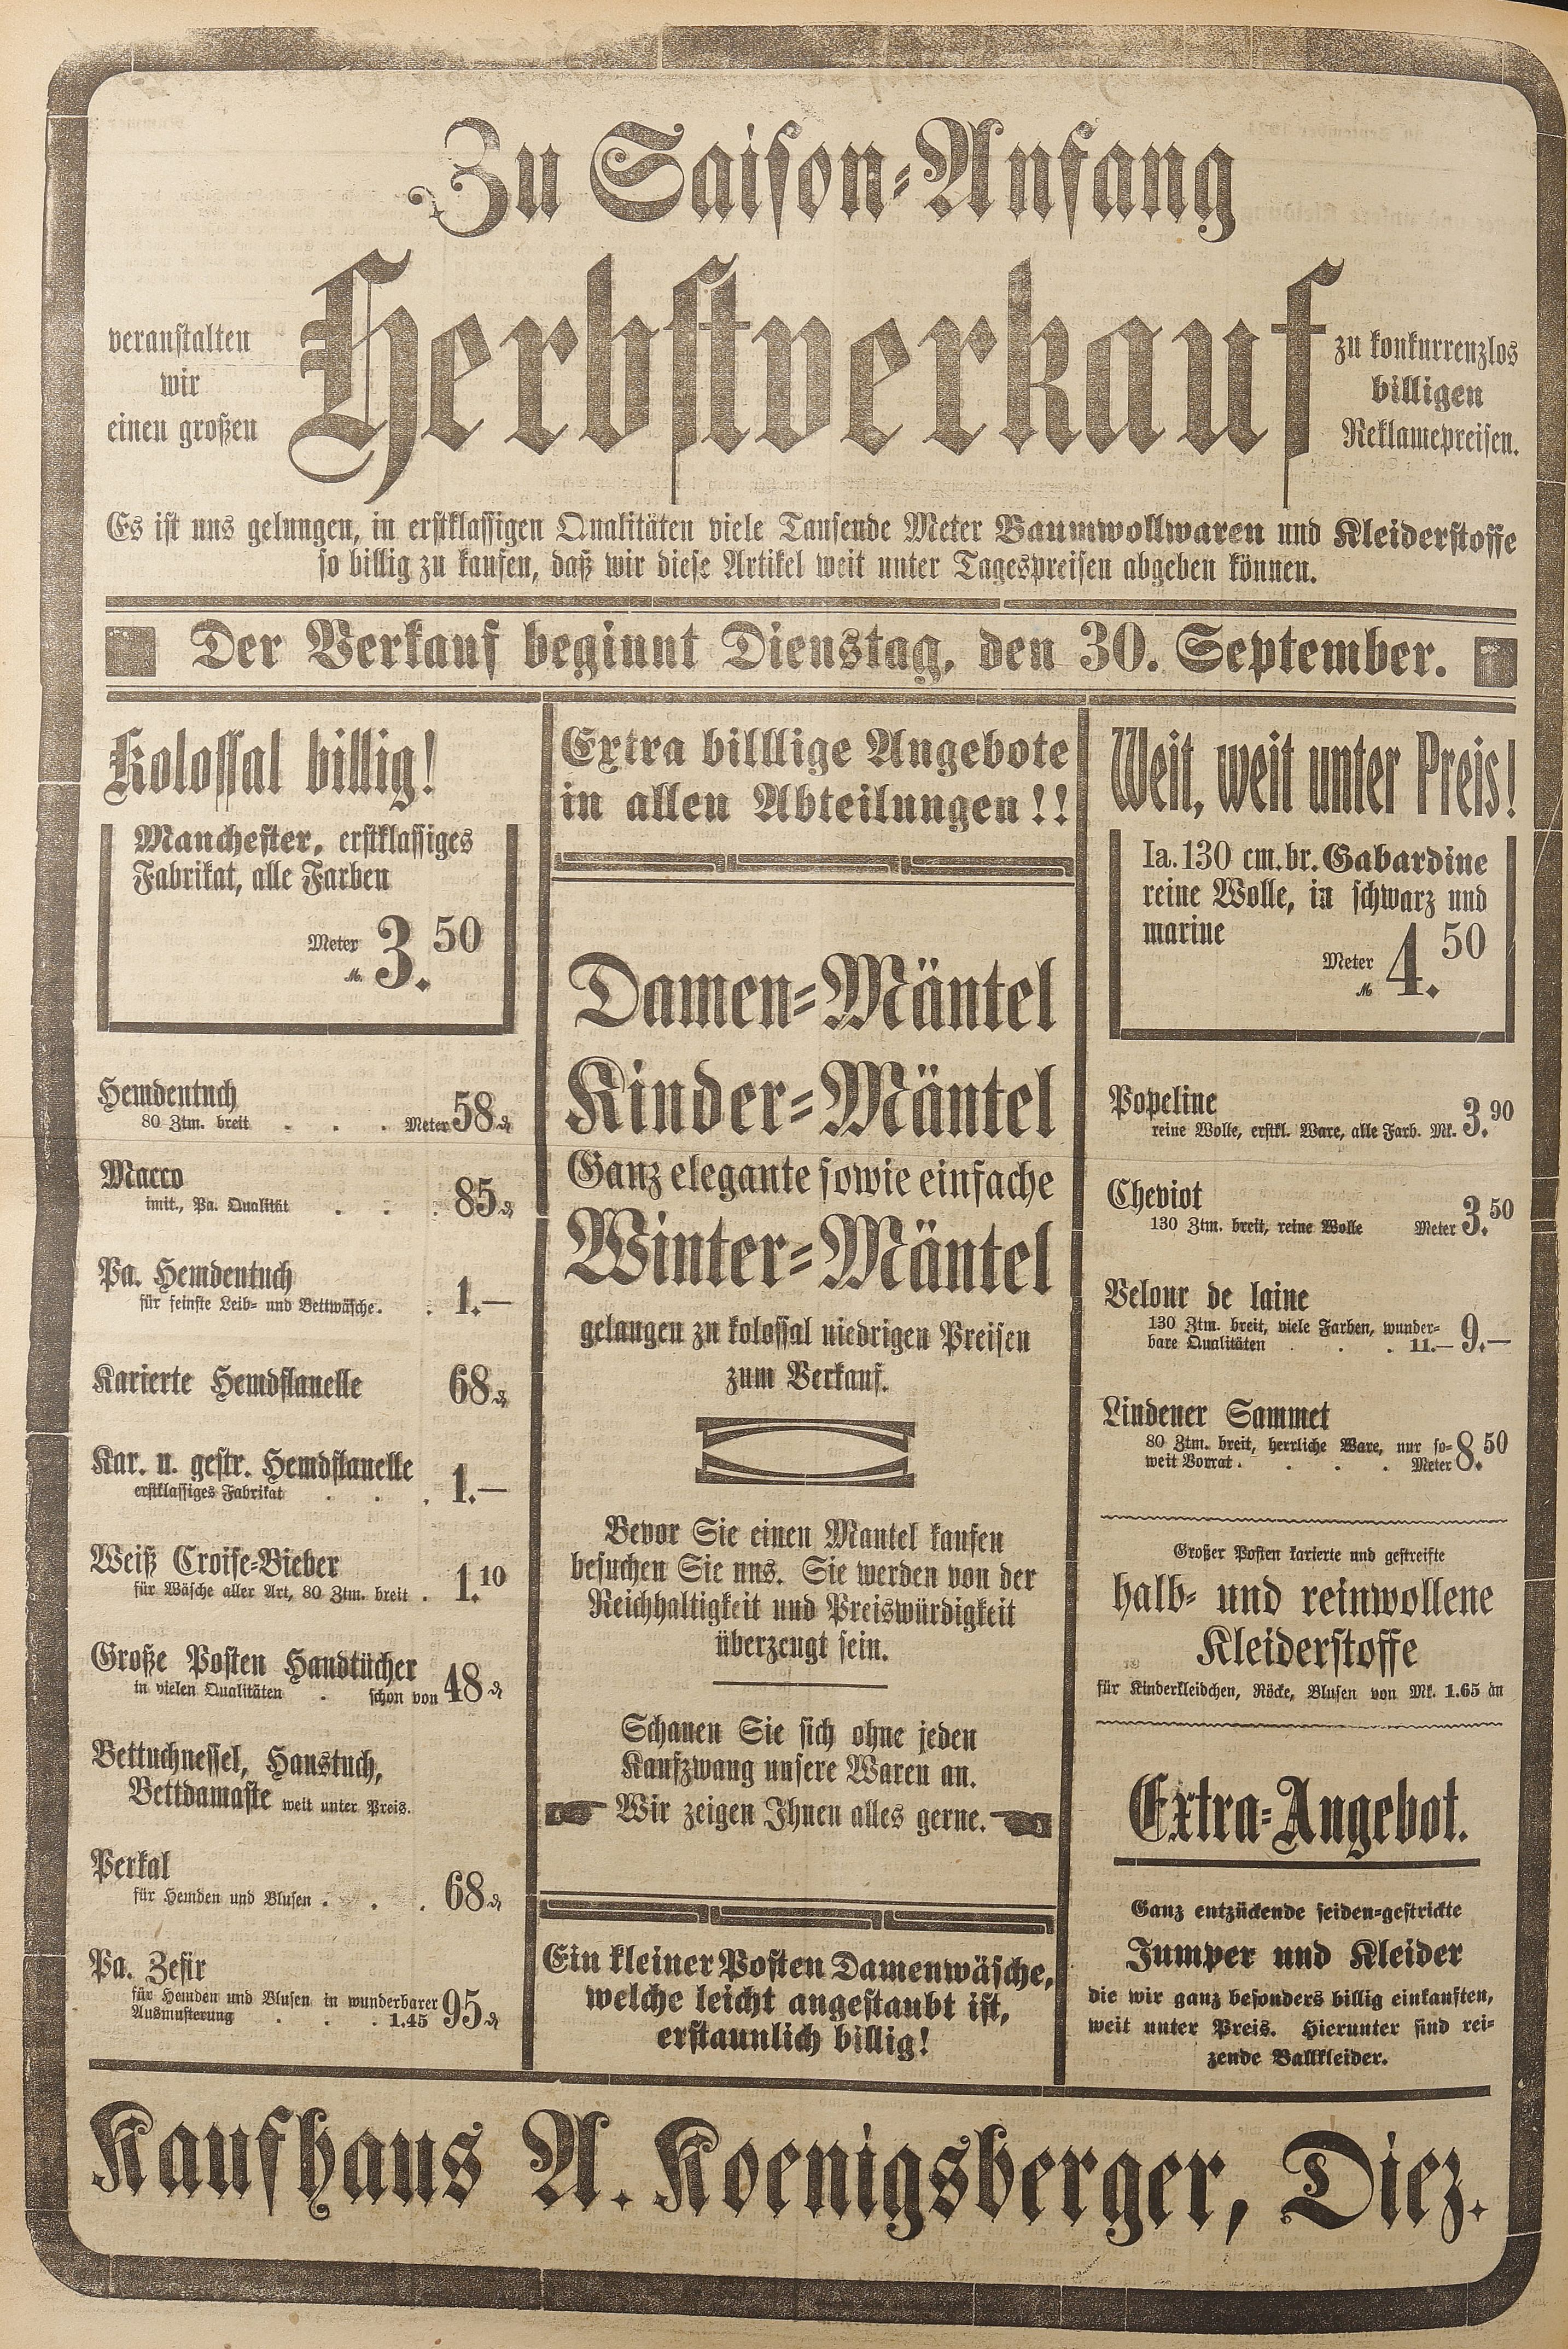 Zu Saison-Anfang
veranstalten
wir
einen großen
Herbstverkauf
zu konkurrenzlos
billigen
Reklamepreisen.
Es ist uns gelungen, in erstklassigen Qualitäten viele Tausende Meter Baumwollwaren und Kleiderstoffe
so billig zu kaufen, daß wir diese Artikel weit unter Tagespreisen abgeben können.
Der Verkauf beginnt Dienstag, den 30. September.
Kolossal billig!
Manchester, erstklassiges
Fabrikat, alle Farben
Meter
M. 3.50
Hemdentuch
80 Ztm. breit . . . Meter 58 ₰
Macco
imit., Pa. Qualität . . . 85 ₰
Pa. Hemdentuch
für feinste Leib- und Bettwäsche. . 1.—
Karierte Hemdflanelle 68 ₰
Kar. u. gestr. Hemdflanelle
erstklassiges Fabrikat . . . 1.—
Weiß Croise-Bieber
für Wäsche aller Art, 80 Ztm. breit . 1.10
Große Posten Handtücher
in vielen Qualitäten . schon von 48 ₰
Bettuchnessel, Haustuch,
Bettdamaste weit unter Preis.
Perkal
für Hemden und Blusen . . . 68 ₰
Pa. Zefir
für Hemden und Blusen in wunderbarer
Ausmusterung . . . 1.45 95 ₰
Extra billlige Angebote
in allen Abteilungen!!
Damen-Mäntel
Kinder-Mäntel
Ganz elegante sowie einfache
Winter-Mäntel
gelangen zu kolossal niedrigen Preisen
zum Verkauf.
Bevor Sie einen Mantel kaufen
besuchen Sie uns. Sie werden von der
Reichhaltigkeit und Preiswürdigkeit
überzeugt sein.
Schauen Sie sich ohne jeden
Kaufzwang unsere Waren an.
Wir zeigen Ihnen alles gerne.
Ein kleiner Posten Damenwäsche,
welche leicht angestaubt ist,
erstaunlich billig!
Weit, weit unter Preis!
Ia. 130 cm. br. Gabardine
reine Wolle, in schwarz und
marine
Meter
M 4.50
Popeline
reine Wolle, erstkl. Ware, alle Farb. Mk. 3.90
Cheviot
130 Ztm. breit, reine Wolle Meter 3.50
Velour de laine
130 Ztm. breit, viele Farben, wunder-
bare Qualitäten . . . 11.— 9.—
Lindener Sammet
80 Ztm. breit, herrliche Ware, nur so-
weit Vorrat . . . . Meter 8.50
Großer Posten karierte und gestreifte
halb- und reinwollene
Kleiderstoffe
für Kinderkleidchen, Röcke, Blusen von Mk. 1.65 an
Extra-Angebot.
Ganz entzückende seiden-gestrickte
Jumper und Kleider
die wir ganz besonders billig einkauften,
weit unter Preis. Hierunter sind rei-
zende Ballkleider.
Kaufhaus A. Koenigsberger, Diez.